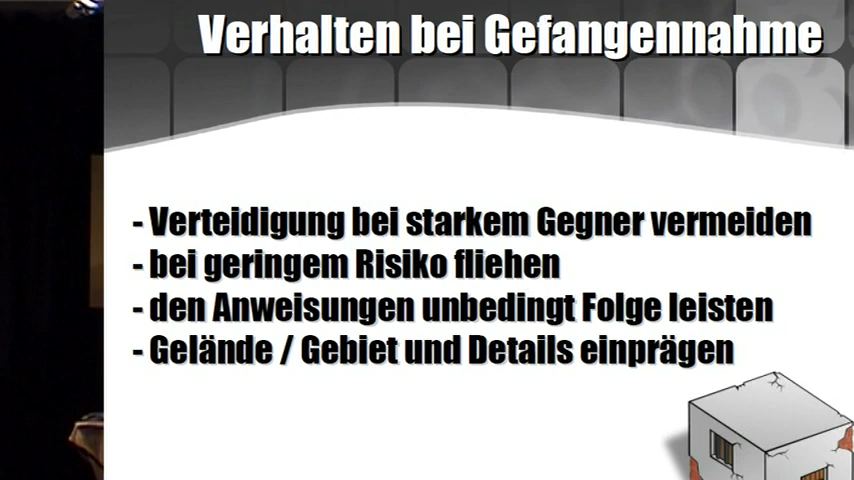 Verhalten bei Gefangennahme
- Verteidigung bei starkem Gegner vermeiden
- bei geringem Risiko fliehen
- den Anweisungen unbedingt Folge leisten
- Gelände / Gebiet und Details einprägen